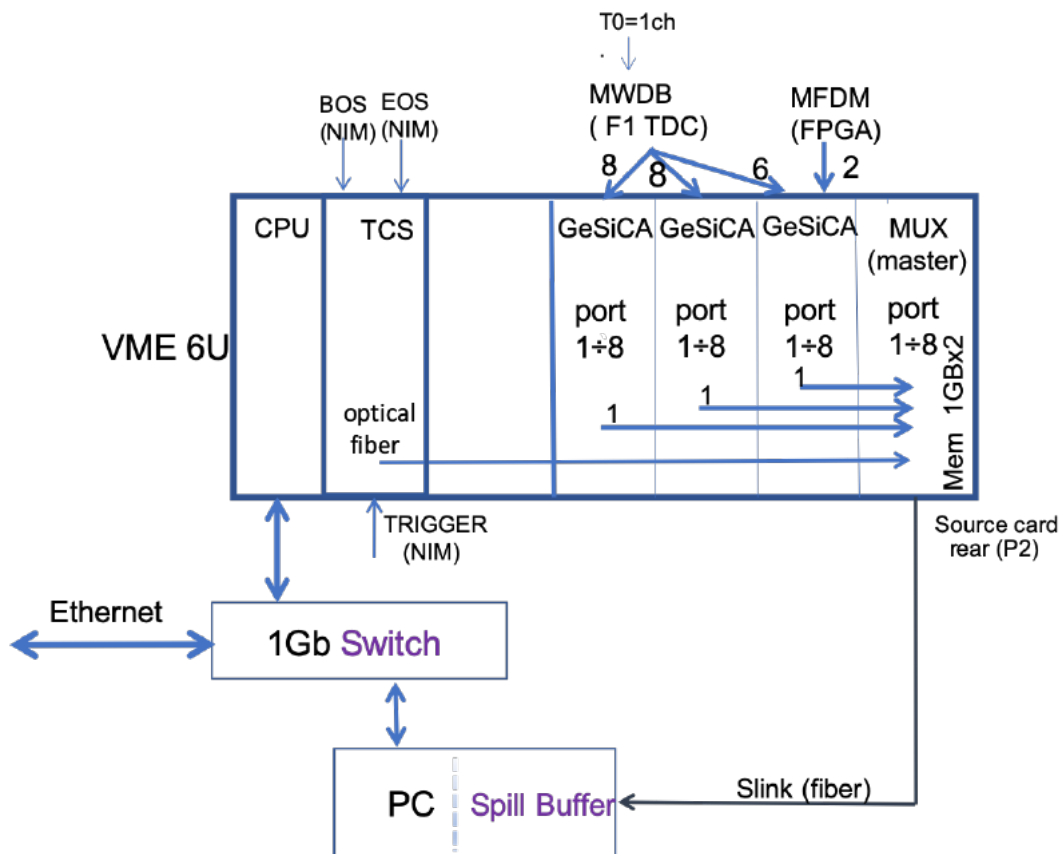 T0=1ch
.
BOS
(NIM)
EOS
(NIM)
MWDB
( F1 TDC)
MFDM
(FPGA)
8
8
6
2
VME 6U
CPU
TCS
GeSiCA
GeSiCA
GeSiCA
MUX
(master)
port
1÷8
port
1÷8
port
1÷8
port
1÷8
1
1
1
Mem 1GBx2
optical
fiber
TRIGGER
(NIM)
Source card
rear (P2)
Ethernet
1Gb Switch
PC
Spill Buffer
Slink (fiber)